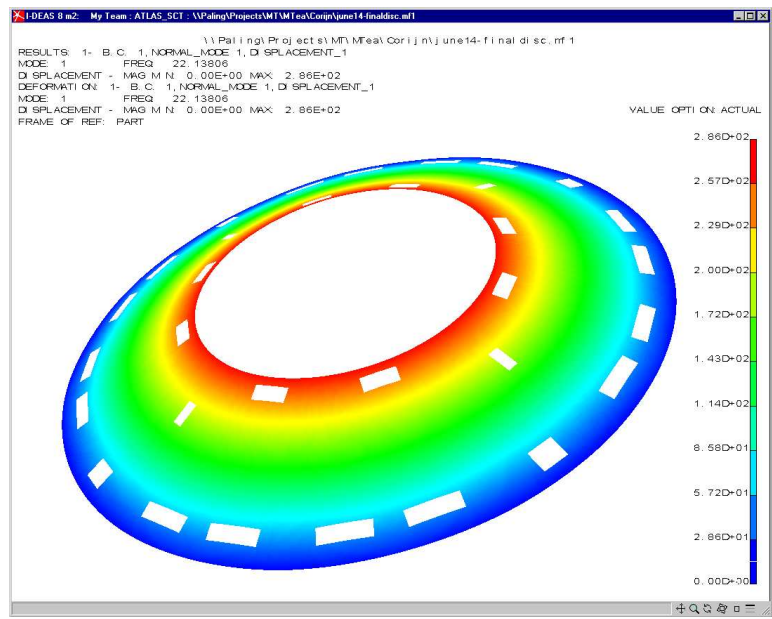 I-DEAS 8 m2: My Team : ATLAS_SCT : \\Paling\Projects\MT\MTea\Corijn\june14-finaldisc.mf1
\\Paling\Projects\MT\MTea\Corijn\june14-finaldisc.mf1
RESULTS: 1- B.C. 1,NORMAL_MODE 1,DISPLACEMENT_1
MODE: 1 FREQ: 22.13806
DISPLACEMENT - MAG MIN: 0.00E+00 MAX: 2.86E+02
DEFORMATION: 1- B.C. 1,NORMAL_MODE 1,DISPLACEMENT_1
MODE: 1 FREQ: 22.13806
DISPLACEMENT - MAG MIN: 0.00E+00 MAX: 2.86E+02
FRAME OF REF: PART
VALUE OPTION: ACTUAL
2.86D+02
2.57D+02
2.29D+02
2.00D+02
1.72D+02
1.43D+02
1.14D+02
8.58D+01
5.72D+01
2.86D+01
0.00D+00